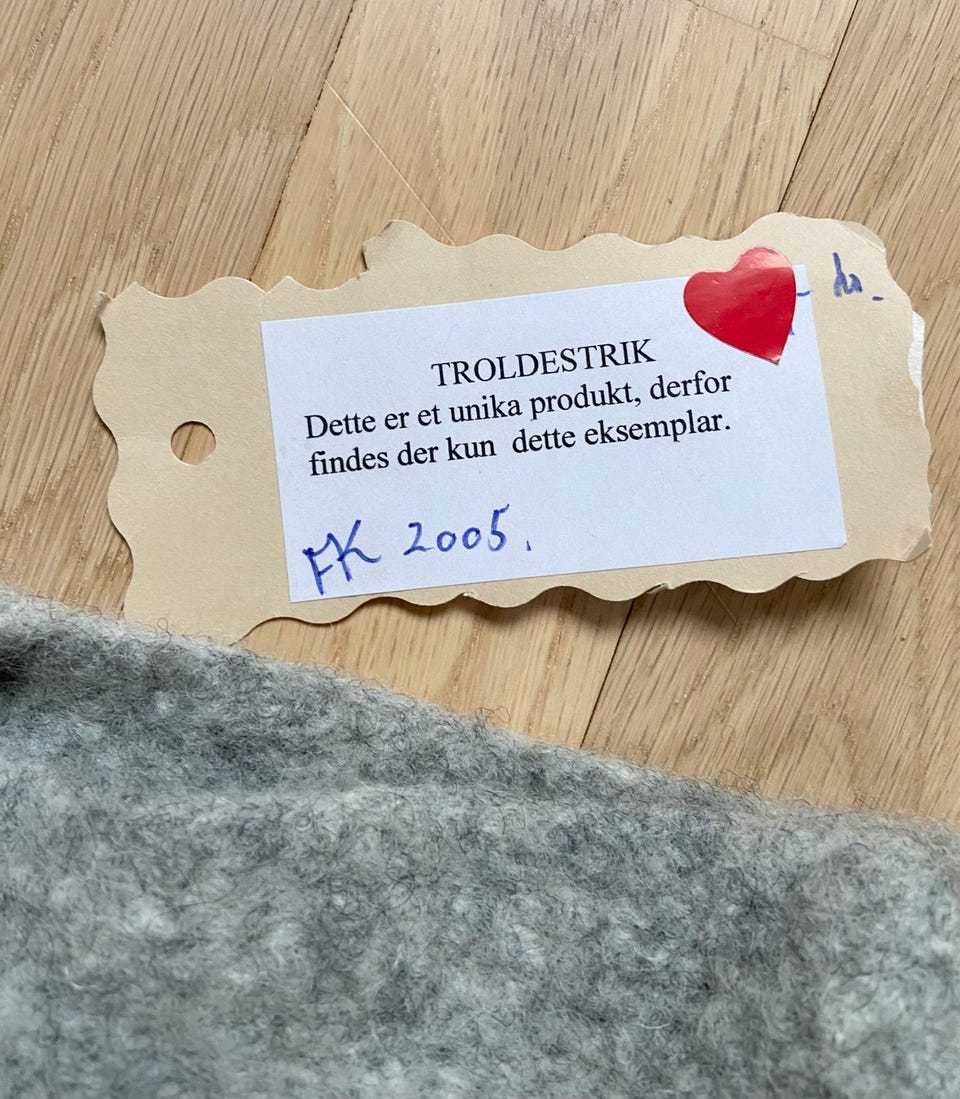 TROLDESTRIK
Dette er et unika produkt, derfor
findes der kun dette eksemplar.
FK 2005.